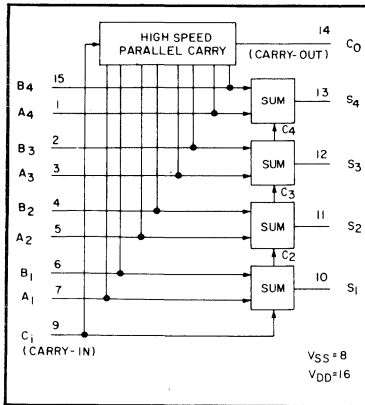 HIGH SPEED
PARALLEL CARRY
14
(CARRY-OUT)
C0
B4 15
A4 1
SUM
13
S4
C4
B3 2
A3 3
SUM
12
S3
C3
B2 4
A2 5
SUM
11
S2
C2
B1 6
A1 7
SUM
10
S1
Ci 9
(CARRY-IN)
VSS=8
VDD=16